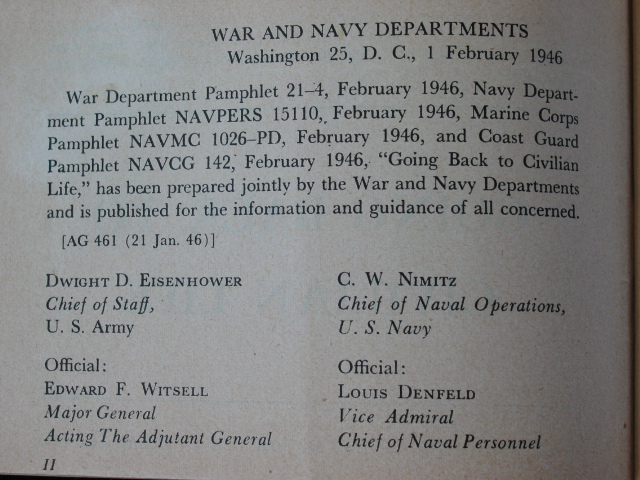 WAR AND NAVY DEPARTMENTS
Washington 25, D. C., 1 February 1946
War Department Pamphlet 21–4, February 1946, Navy Depart-
ment Pamphlet NAVPERS 15110, February 1946, Marine Corps
Pamphlet NAVMC 1026–PD, February 1946, and Coast Guard
Pamphlet NAVCG 142, February 1946, “Going Back to Civilian
Life,” has been prepared jointly by the War and Navy Departments
and is published for the information and guidance of all concerned.
[AG 461 (21 Jan. 46)]
DWIGHT D. EISENHOWER
Chief of Staff,
U. S. Army
C. W. NIMITZ
Chief of Naval Operations,
U. S. Navy
Official:
EDWARD F. WITSELL
Major General
Acting The Adjutant General
Official:
LOUIS DENFELD
Vice Admiral
Chief of Naval Personnel
II